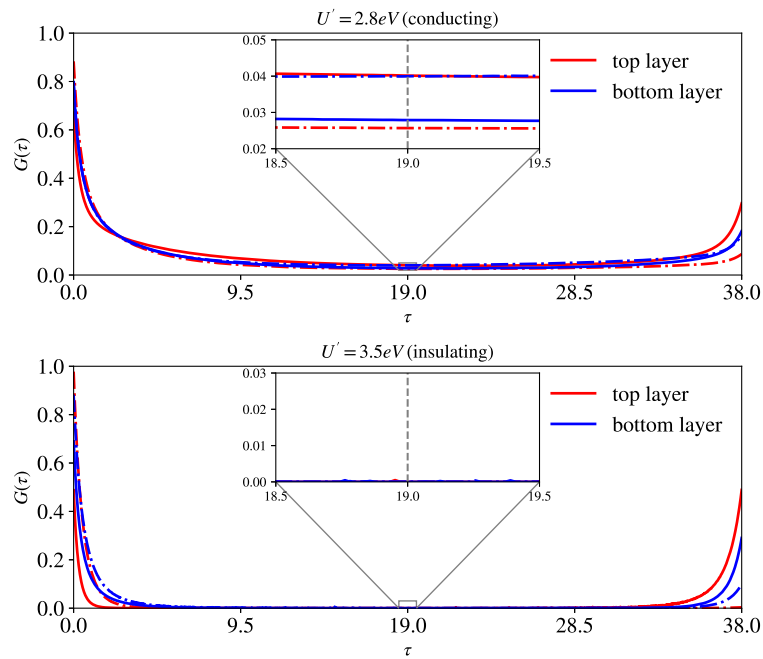 U′ = 2.8eV (conducting)
1.0
0.8
0.6
0.4
0.2
0.0
G(τ)
0.05
0.04
0.03
0.02
18.5 19.0 19.5
top layer
bottom layer
0.0 9.5 19.0 28.5 38.0
τ
U′ = 3.5eV (insulating)
1.0
0.8
0.6
0.4
0.2
0.0
G(τ)
0.03
0.02
0.01
0.00
18.5 19.0 19.5
top layer
bottom layer
0.0 9.5 19.0 28.5 38.0
τ